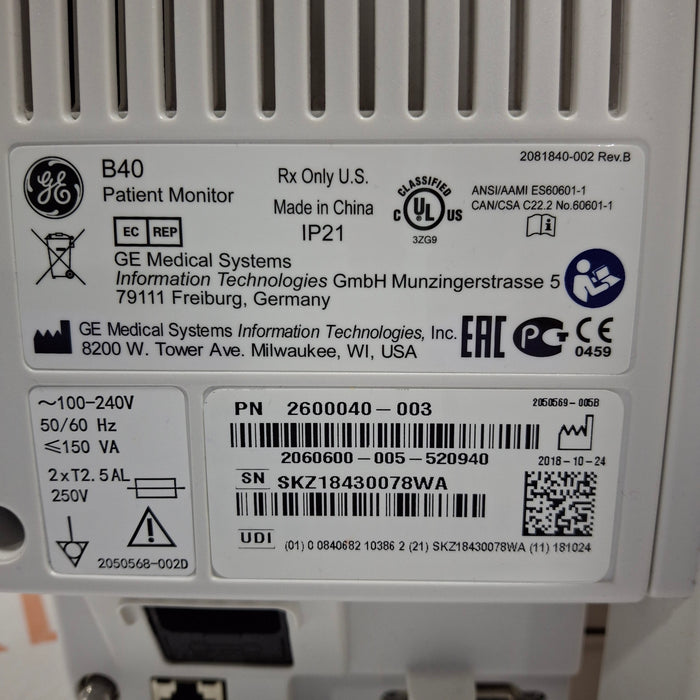 GE
B40
Patient Monitor
Rx Only U.S.
Made in China
IP21
CLASSIFIED
C UL US
3ZG9
2081840-002 Rev.B
ANSI/AAMI ES60601-1
CAN/CSA C22.2 No.60601-1
EC REP
GE Medical Systems
Information Technologies GmbH Munzingerstrasse 5
79111 Freiburg, Germany
GE Medical Systems Information Technologies, Inc.
8200 W. Tower Ave. Milwaukee, WI, USA
EAC
PG CE
0459
~100-240V
50/60 Hz
≤150 VA
2xT2.5AL
250V
2050568-002D
PN 2600040-003
2050569-005B
2060600-005-520940
2018-10-24
SN SKZ18430078WA
UDI (01) 0 0840682 10386 2 (21) SKZ18430078WA (11) 181024